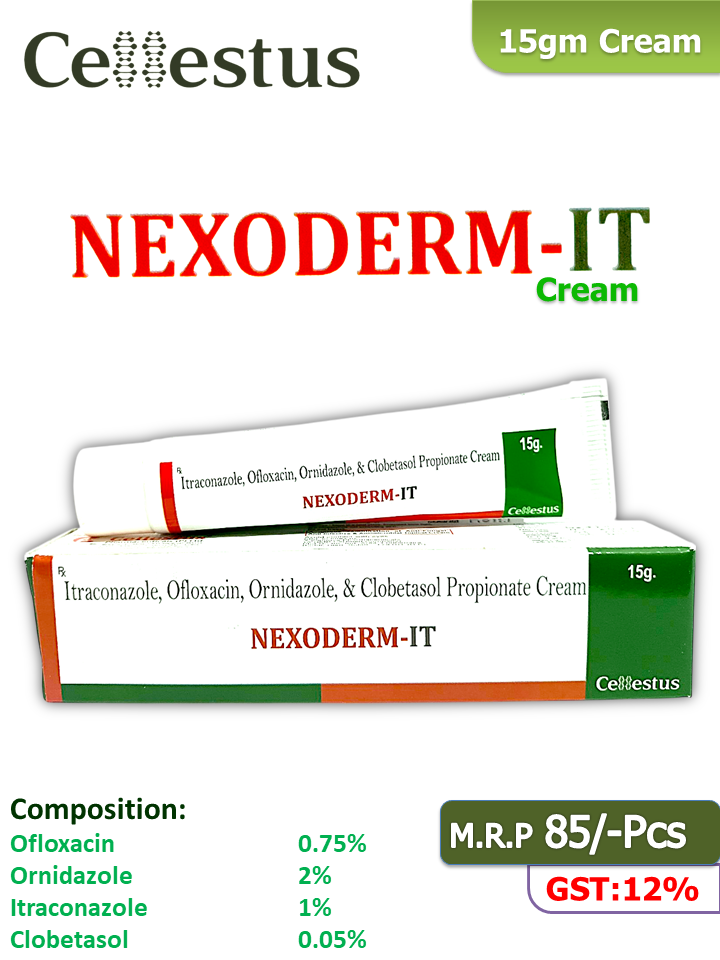 Cellestus
15gm Cream
NEXODERM-IT
Cream
Rx
Itraconazole, Ofloxacin, Ornidazole, & Clobetasol Propionate Cream
NEXODERM-IT
15g.
Cellestus
Rx
Itraconazole, Ofloxacin, Ornidazole, & Clobetasol Propionate Cream
NEXODERM-IT
15g.
Cellestus
Composition:
Ofloxacin 0.75%
Ornidazole 2%
Itraconazole 1%
Clobetasol 0.05%
M.R.P 85/-Pcs
GST:12%